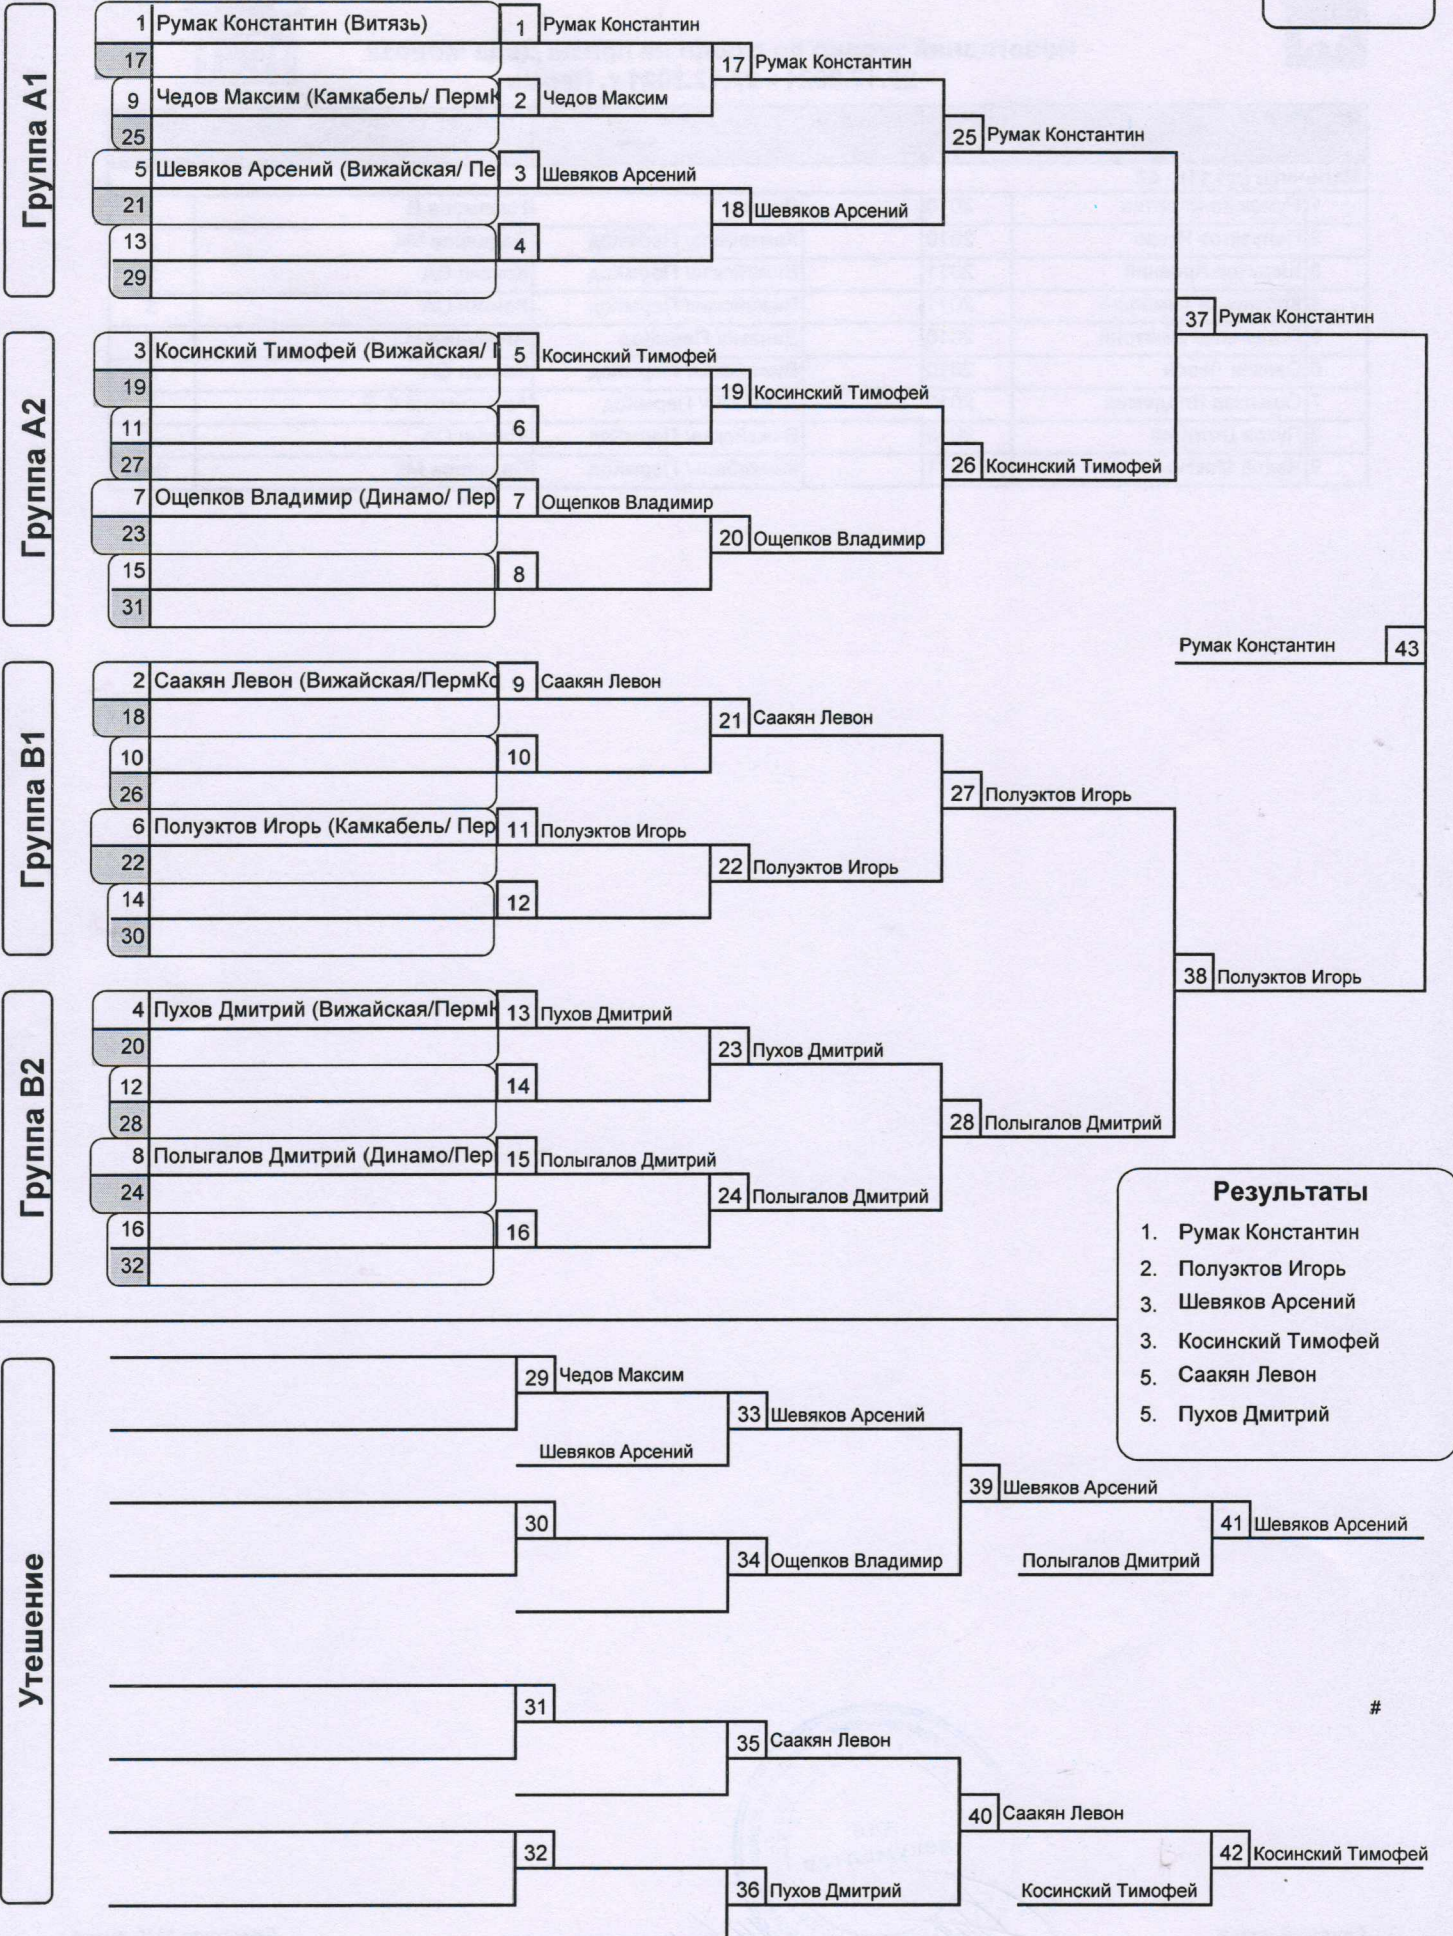 Группа A1
1 Румак Константин (Витязь)
17
9 Чедов Максим (Камкабель/ ПермК
25
5 Шевяков Арсений (Вижайская/ Пе
21
13
29
1 Румак Константин
2 Чедов Максим
3 Шевяков Арсений
4
17 Румак Константин
18 Шевяков Арсений
25 Румак Константин
Группа A2
3 Косинский Тимофей (Вижайская/ П
19
11
27
7 Ощепков Владимир (Динамо/ Пер
23
15
31
5 Косинский Тимофей
6
7 Ощепков Владимир
8
19 Косинский Тимофей
20 Ощепков Владимир
26 Косинский Тимофей
37 Румак Константин
Румак Константин 43
Группа B1
2 Саакян Левон (Вижайская/ПермКо
18
10
26
6 Полуэктов Игорь (Камкабель/ Пер
22
14
30
9 Саакян Левон
10
11 Полуэктов Игорь
12
21 Саакян Левон
22 Полуэктов Игорь
27 Полуэктов Игорь
Группа B2
4 Пухов Дмитрий (Вижайская/ПермК
20
12
28
8 Полыгалов Дмитрий (Динамо/Пер
24
16
32
13 Пухов Дмитрий
14
15 Полыгалов Дмитрий
16
23 Пухов Дмитрий
24 Полыгалов Дмитрий
28 Полыгалов Дмитрий
38 Полуэктов Игорь
Результаты
1. Румак Константин
2. Полуэктов Игорь
3. Шевяков Арсений
3. Косинский Тимофей
5. Саакян Левон
5. Пухов Дмитрий
Утешение
29 Чедов Максим
Шевяков Арсений
30
33 Шевяков Арсений
34 Ощепков Владимир
39 Шевяков Арсений
Полыгалов Дмитрий
41 Шевяков Арсений
31
32
35 Саакян Левон
36 Пухов Дмитрий
40 Саакян Левон
Косинский Тимофей
42 Косинский Тимофей
#